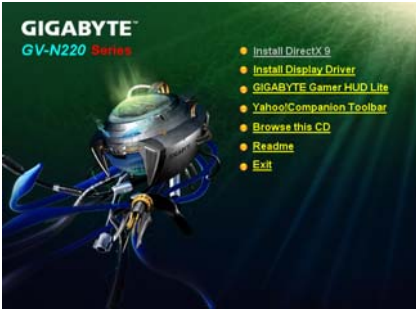 GIGABYTE™
GV-N220 Series
Install DirectX 9
Install Display Driver
GIGABYTE Gamer HUD Lite
Yahoo!Companion Toolbar
Browse this CD
Readme
Exit
GIGABYTE